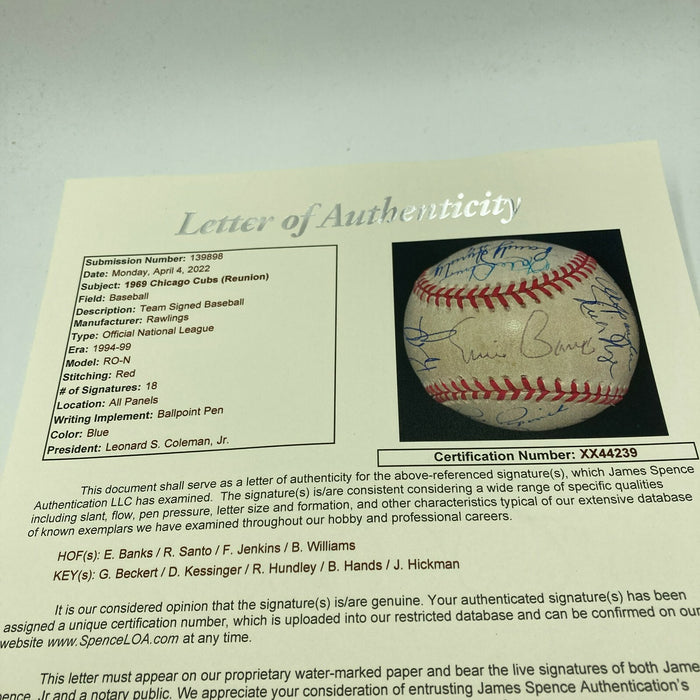 Letter of Authenticity
Submission Number: 139898
Date: Monday, April 4, 2022
Subject: 1969 Chicago Cubs (Reunion)
Field: Baseball
Description: Team Signed Baseball
Manufacturer: Rawlings
Type: Official National League
Era: 1994-99
Model: RO-N
Stitching: Red
# of Signatures: 18
Location: All Panels
Writing Implement: Ballpoint Pen
Color: Blue
President: Leonard S. Coleman, Jr.
Randy Hundley
Ernie Banks
Certification Number: XX44239
This document shall serve as a letter of authenticity for the above-referenced signature(s), which James Spence
Authentication LLC has examined. The signature(s) is/are consistent considering a wide range of specific qualities
including slant, flow, pen pressure, letter size and formation, and other characteristics typical of our extensive database
of known exemplars we have examined throughout our hobby and professional careers.
HOF(s): E. Banks / R. Santo / F. Jenkins / B. Williams
KEY(s): G. Beckert / D. Kessinger / R. Hundley / B. Hands / J. Hickman
It is our considered opinion that the signature(s) is/are genuine. Your authenticated signature(s) has been
assigned a unique certification number, which is uploaded into our restricted database and can be confirmed on our
website www.SpenceLOA.com at any time.
This letter must appear on our proprietary water-marked paper and bear the live signatures of both Jame
pence, Jr and a notary public. We appreciate your consideration of entrusting James Spence Authentication's